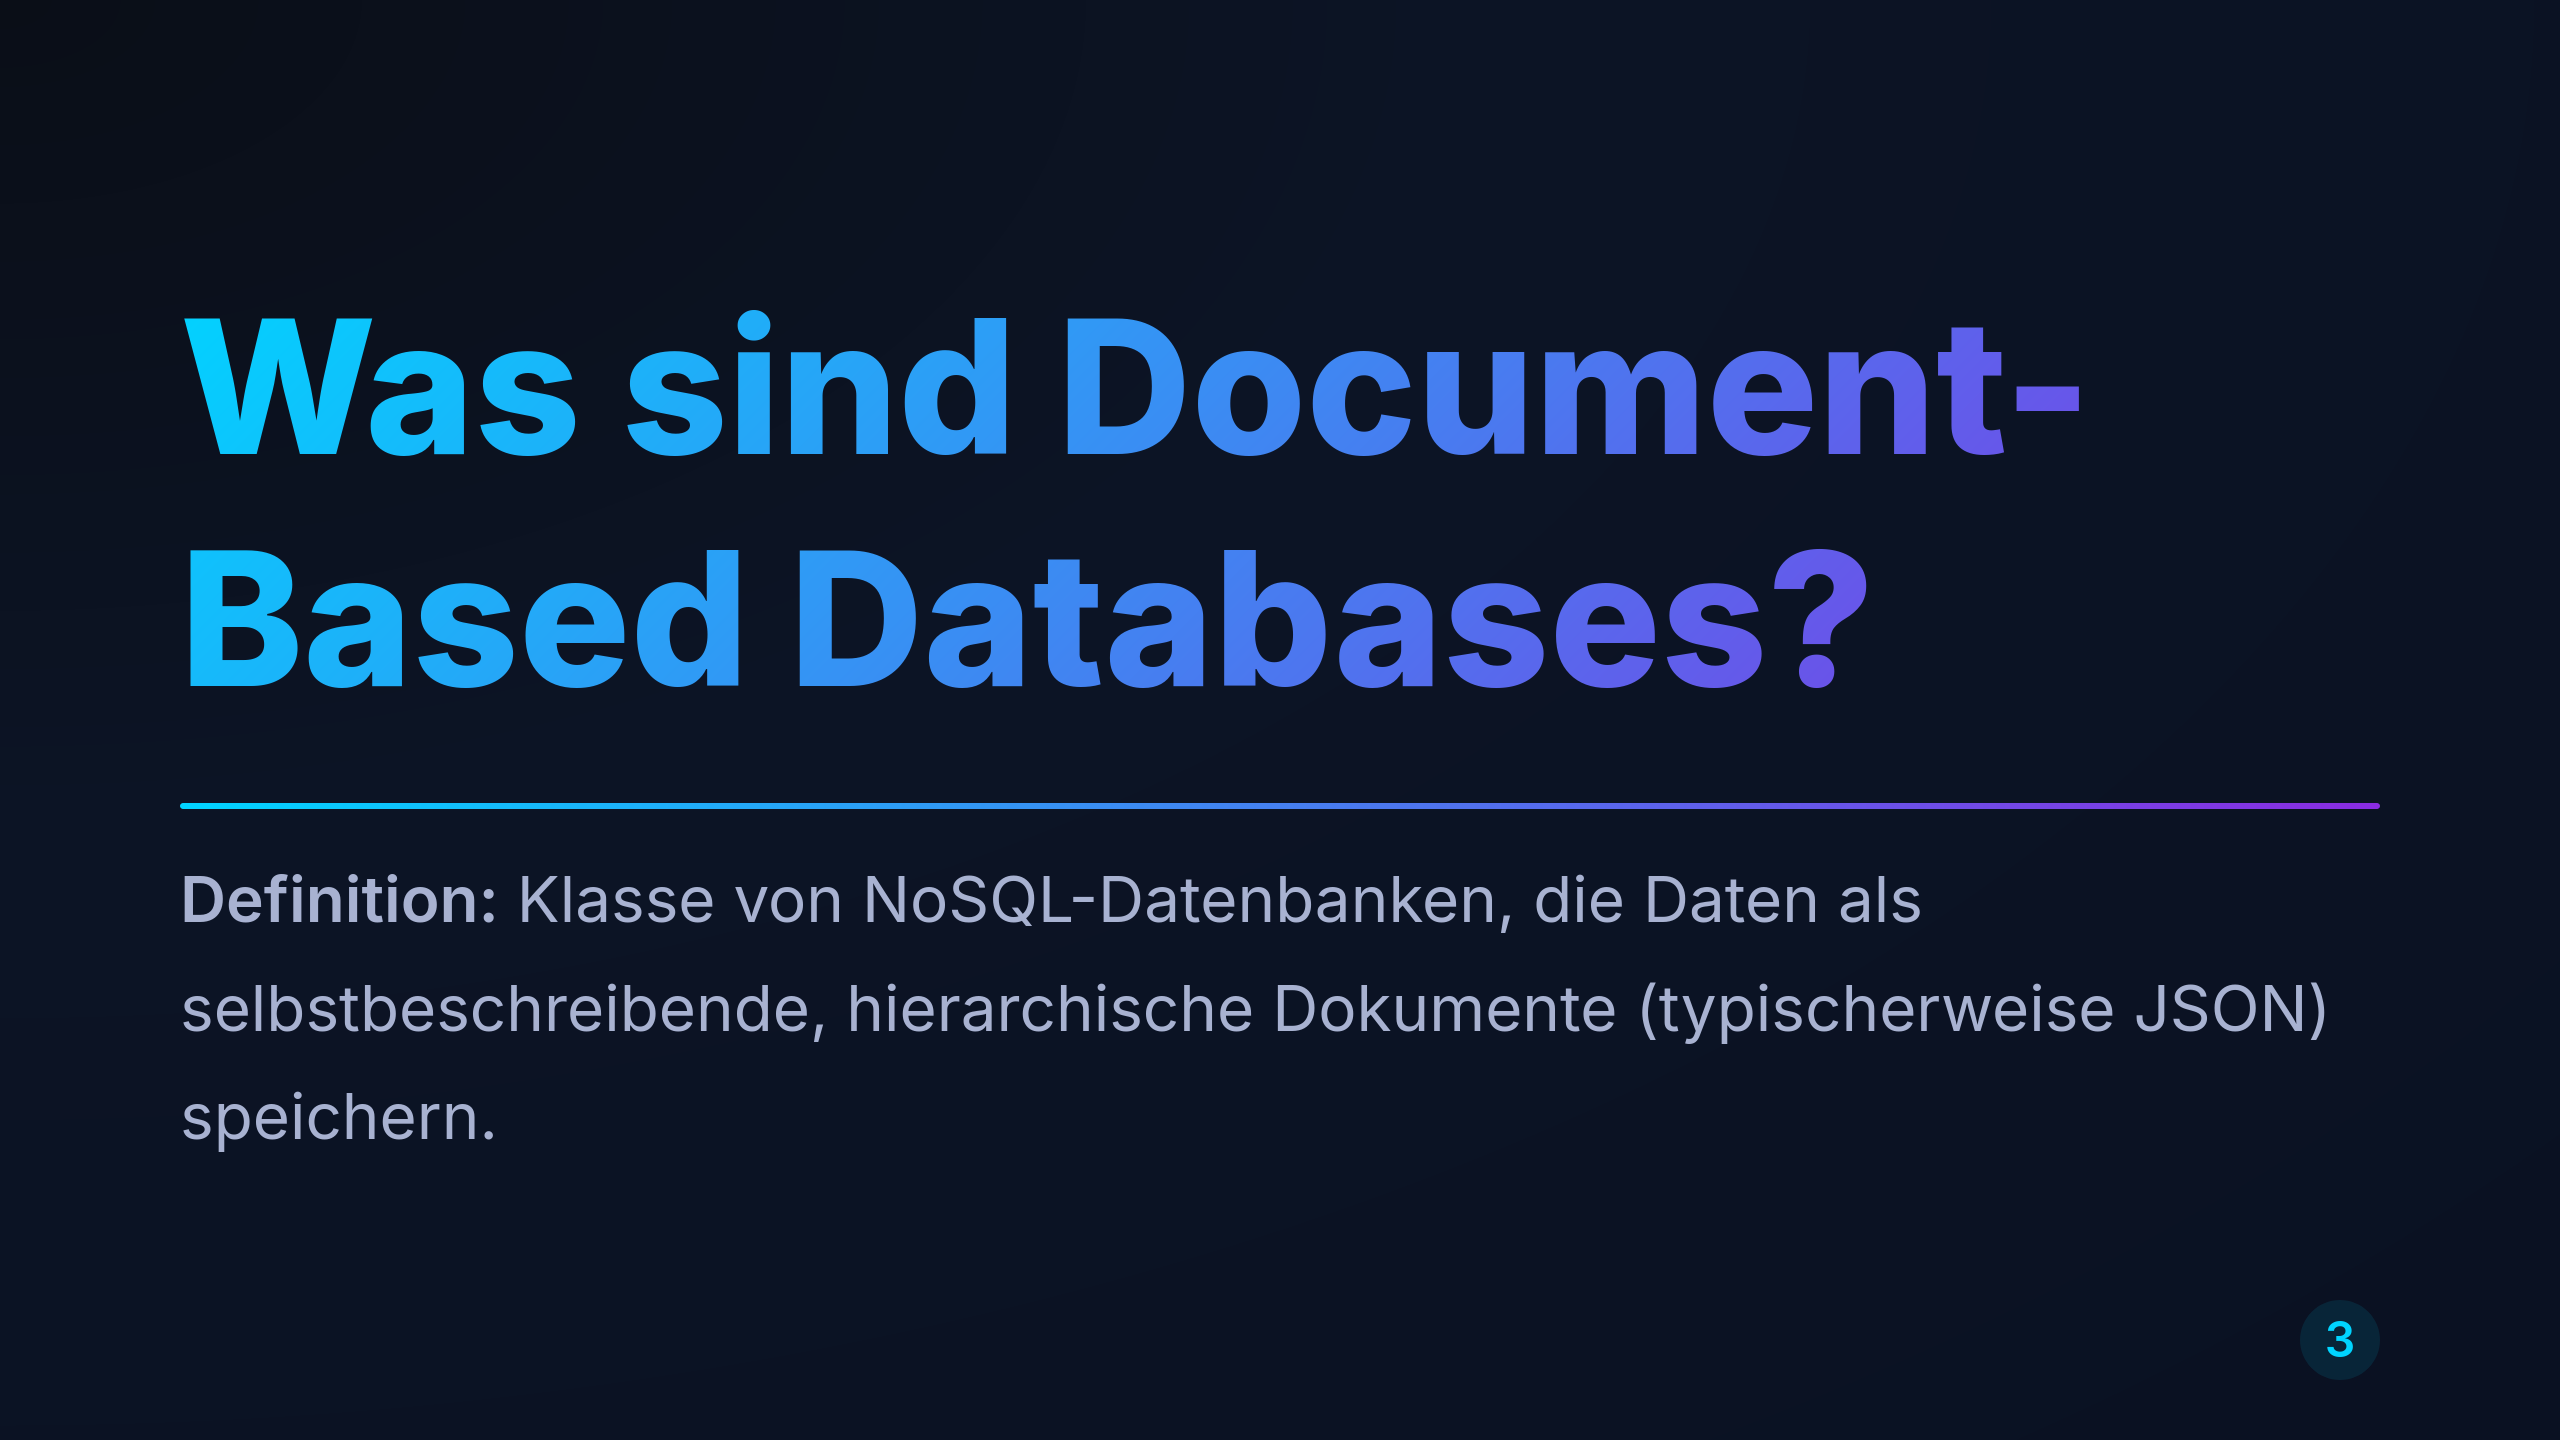 Was sind Document-
Based Databases?
Definition: Klasse von NoSQL-Datenbanken, die Daten als
selbstbeschreibende, hierarchische Dokumente (typischerweise JSON)
speichern.
3